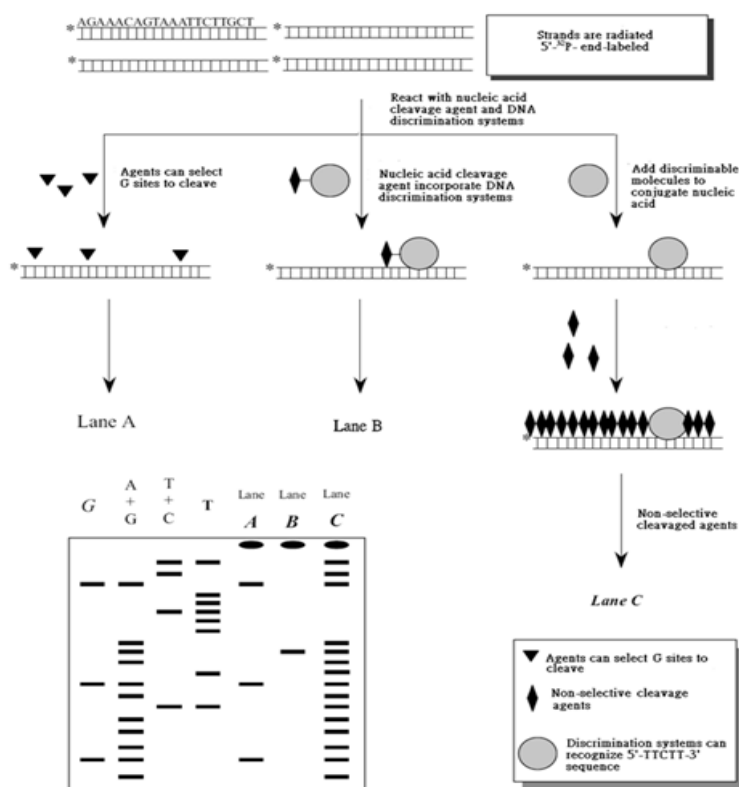 * AGAAACAGTAAATTCTTGCT
*
*
*
Strands are radiated
5'-³²P- end-labeled
React with nucleic acid
cleavage agent and DNA
discrimination systems
Agents can select
G sites to cleave
Nucleic acid cleavage
agent incorporate DNA
discrimination systems
Add discriminable
molecules to
conjugate nucleic
acid
*
*
*
Lane A
Lane B
*
Non-selective
cleavaged agents
Lane C
G
A
+
G
T
+
C
T
Lane
A
Lane
B
Lane
C
Agents can select G sites to
cleave
Non-selective cleavage
agents
Discrimination systems can
recognize 5'-TTCTT-3'
sequence